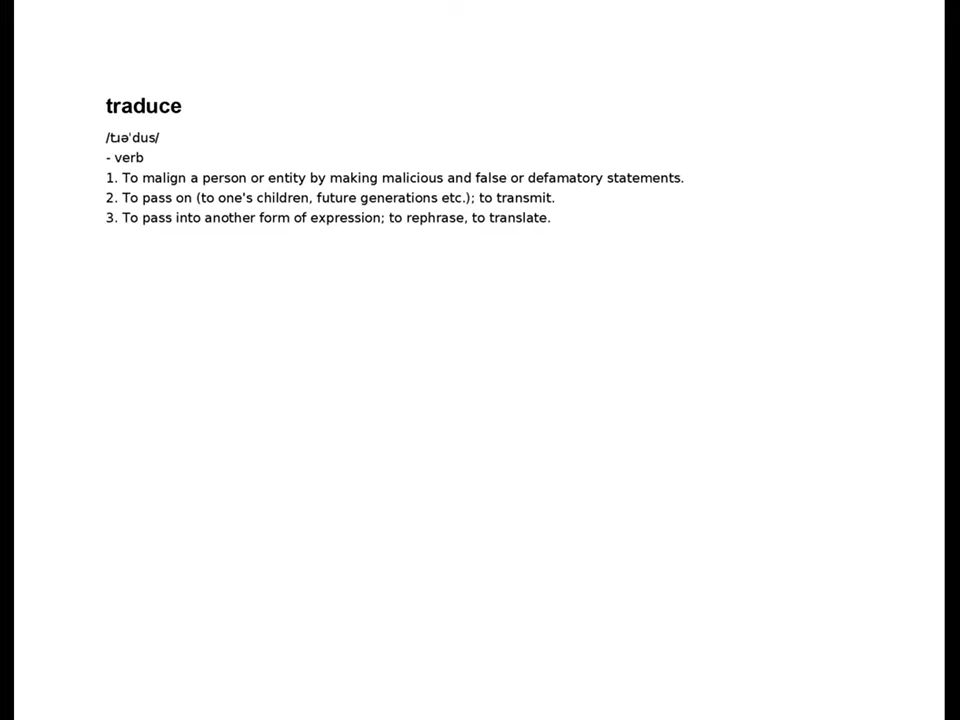 traduce
/tɹəˈdus/
- verb
1. To malign a person or entity by making malicious and false or defamatory statements.
2. To pass on (to one's children, future generations etc.); to transmit.
3. To pass into another form of expression; to rephrase, to translate.